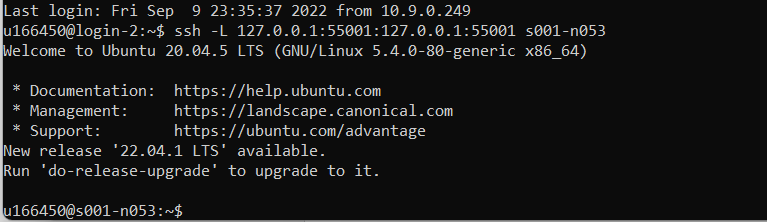 Last login: Fri Sep  9 23:35:37 2022 from 10.9.0.249
u166450@login-2:~$ ssh -L 127.0.0.1:55001:127.0.0.1:55001 s001-n053
Welcome to Ubuntu 20.04.5 LTS (GNU/Linux 5.4.0-80-generic x86_64)

 * Documentation:  https://help.ubuntu.com
 * Management:     https://landscape.canonical.com
 * Support:        https://ubuntu.com/advantage
New release '22.04.1 LTS' available.
Run 'do-release-upgrade' to upgrade to it.

u166450@s001-n053:~$